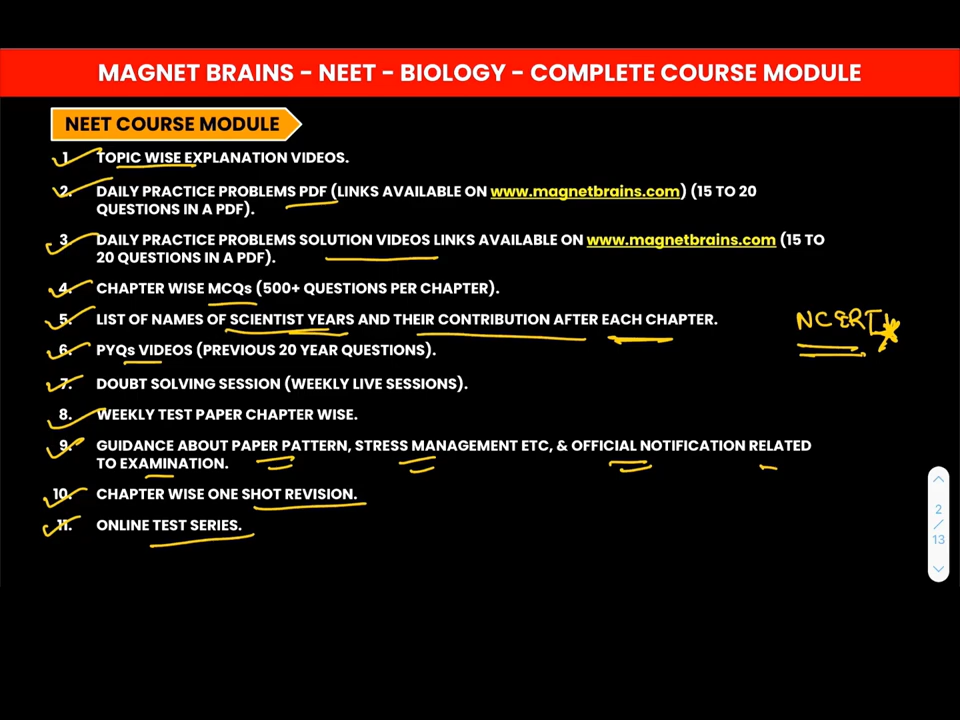 MAGNET BRAINS - NEET - BIOLOGY - COMPLETE COURSE MODULE
NEET COURSE MODULE
1. TOPIC WISE EXPLANATION VIDEOS.
2. DAILY PRACTICE PROBLEMS PDF (LINKS AVAILABLE ON www.magnetbrains.com) (15 TO 20
QUESTIONS IN A PDF).
3. DAILY PRACTICE PROBLEMS SOLUTION VIDEOS LINKS AVAILABLE ON www.magnetbrains.com (15 TO
20 QUESTIONS IN A PDF).
4. CHAPTER WISE MCQs (500+ QUESTIONS PER CHAPTER).
5. LIST OF NAMES OF SCIENTIST YEARS AND THEIR CONTRIBUTION AFTER EACH CHAPTER.
NCERT
6. PYQs VIDEOS (PREVIOUS 20 YEAR QUESTIONS).
7. DOUBT SOLVING SESSION (WEEKLY LIVE SESSIONS).
8. WEEKLY TEST PAPER CHAPTER WISE.
9. GUIDANCE ABOUT PAPER PATTERN, STRESS MANAGEMENT ETC, & OFFICIAL NOTIFICATION RELATED
TO EXAMINATION.
10. CHAPTER WISE ONE SHOT REVISION.
11. ONLINE TEST SERIES.
2
/
13